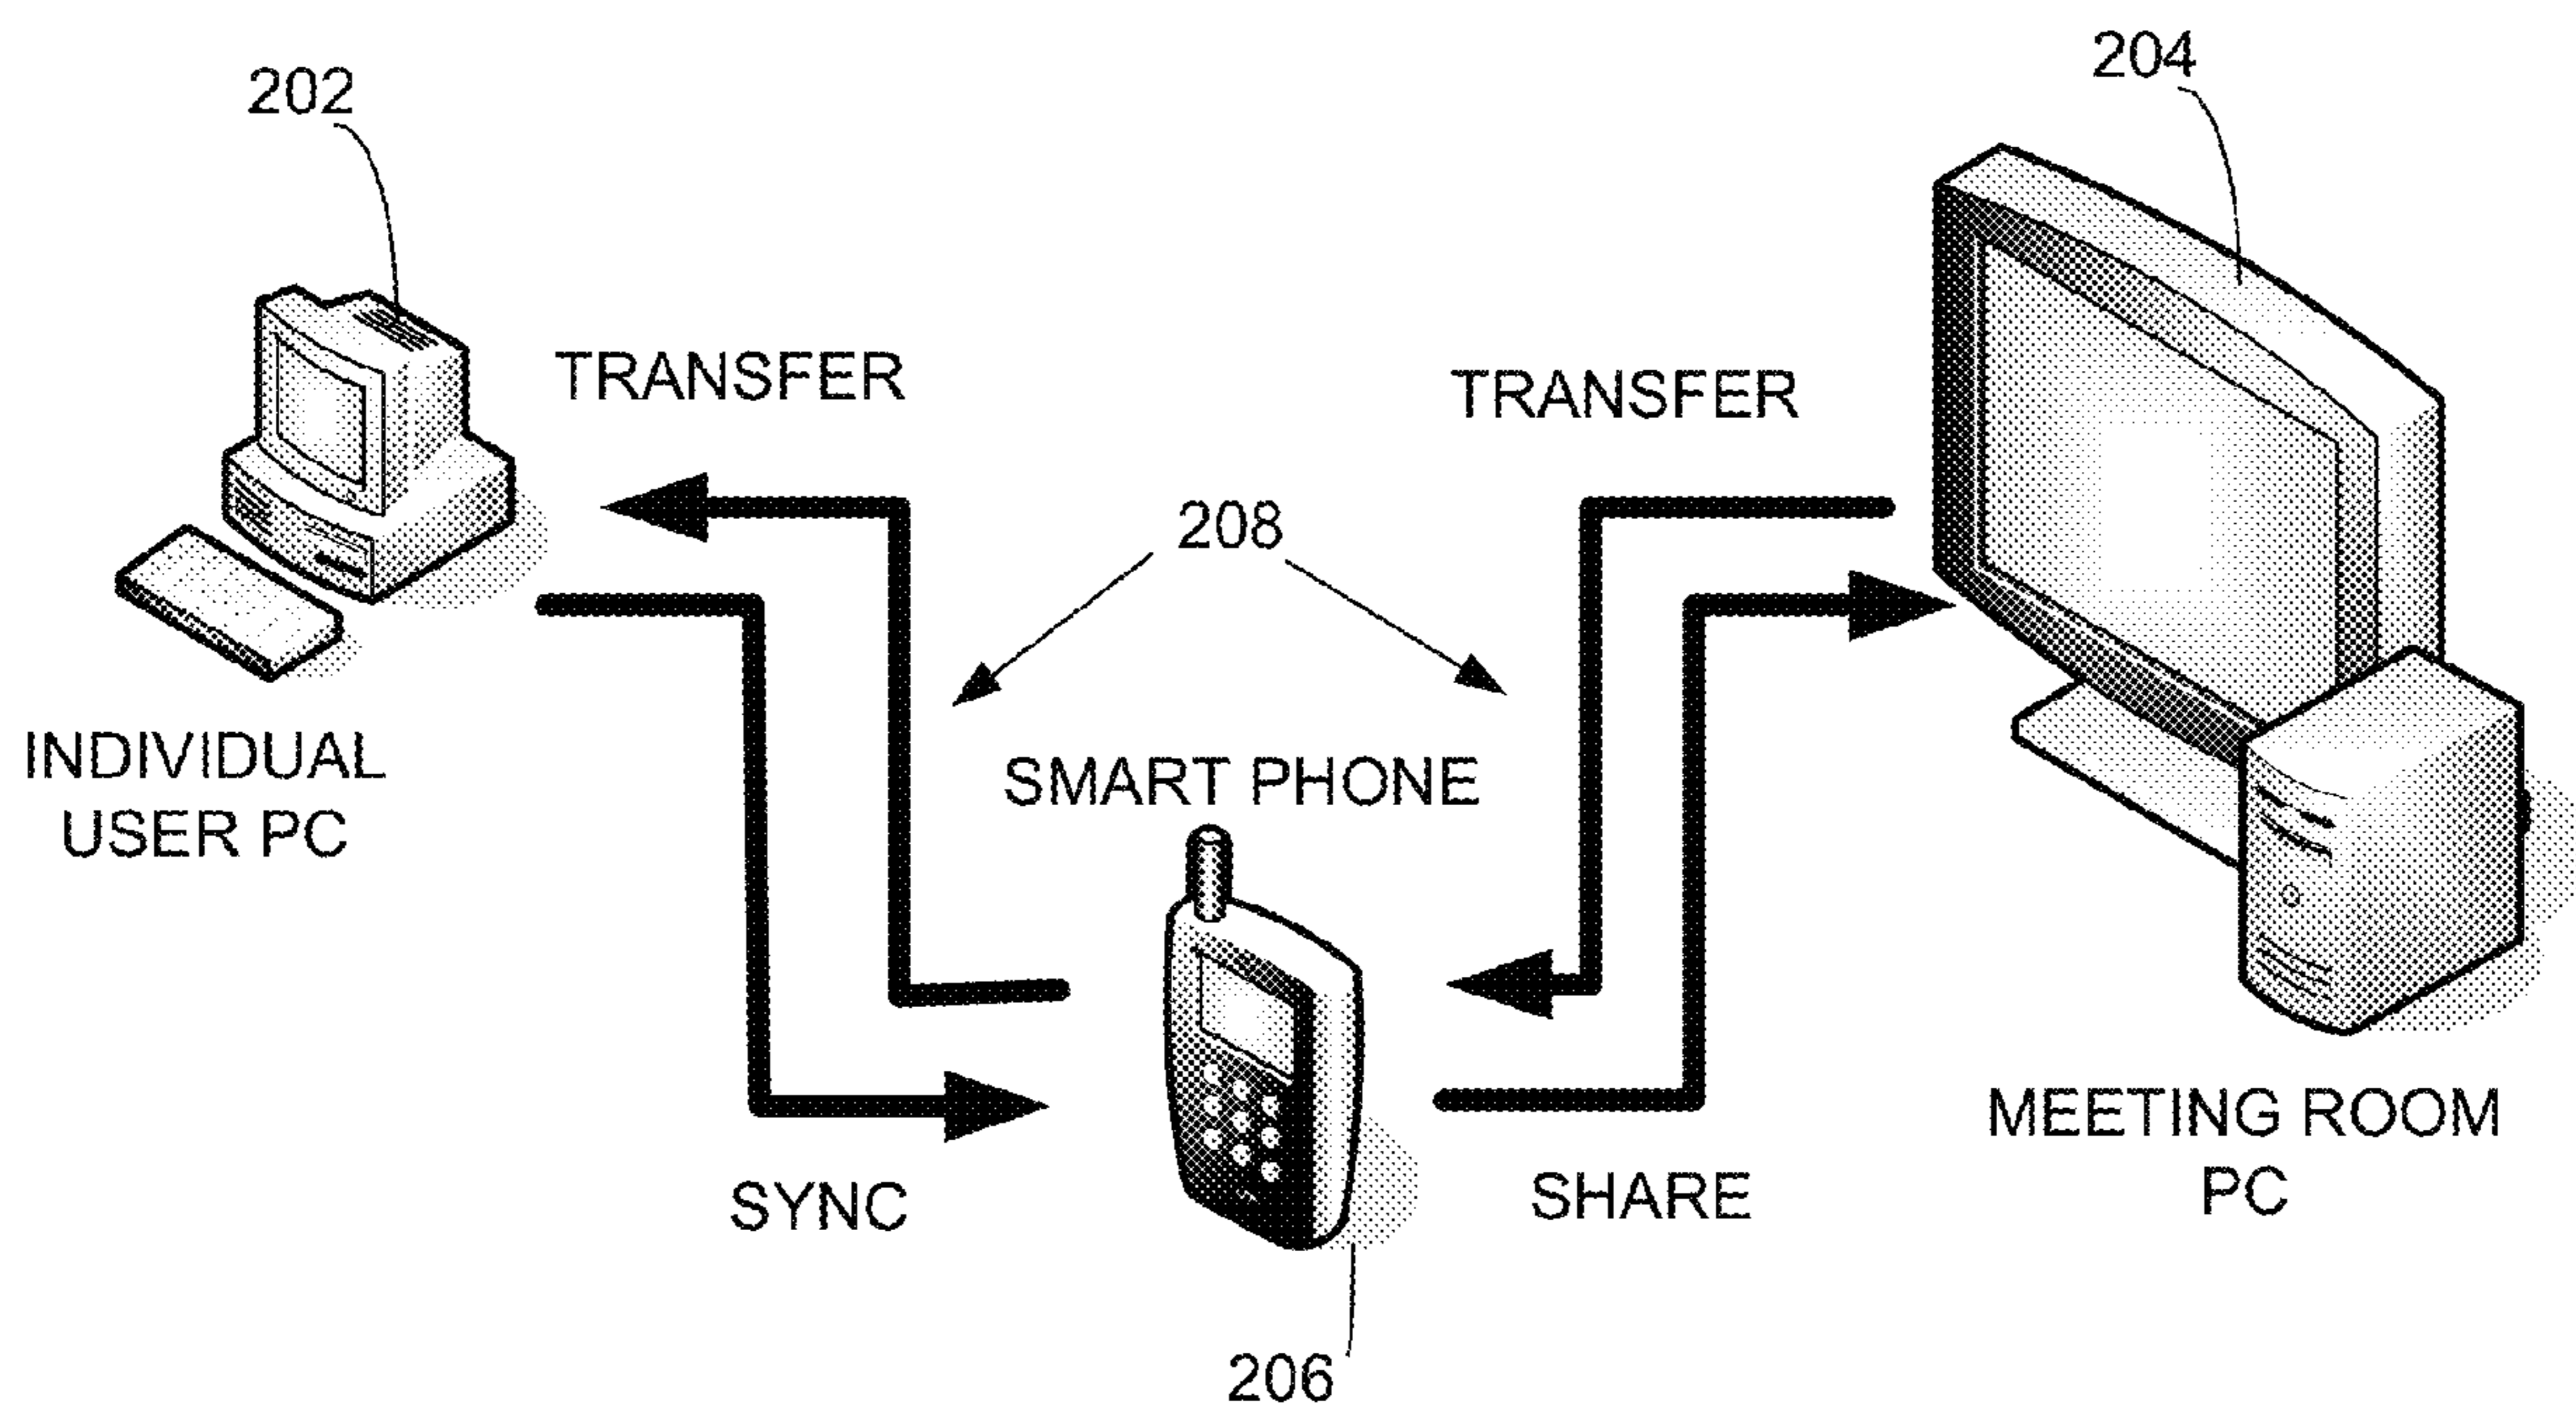 204
202
TRANSFER
TRANSFER
208
INDIVIDUAL
USER PC
SMART PHONE
MEETING ROOM
PC
SYNC
SHARE
206